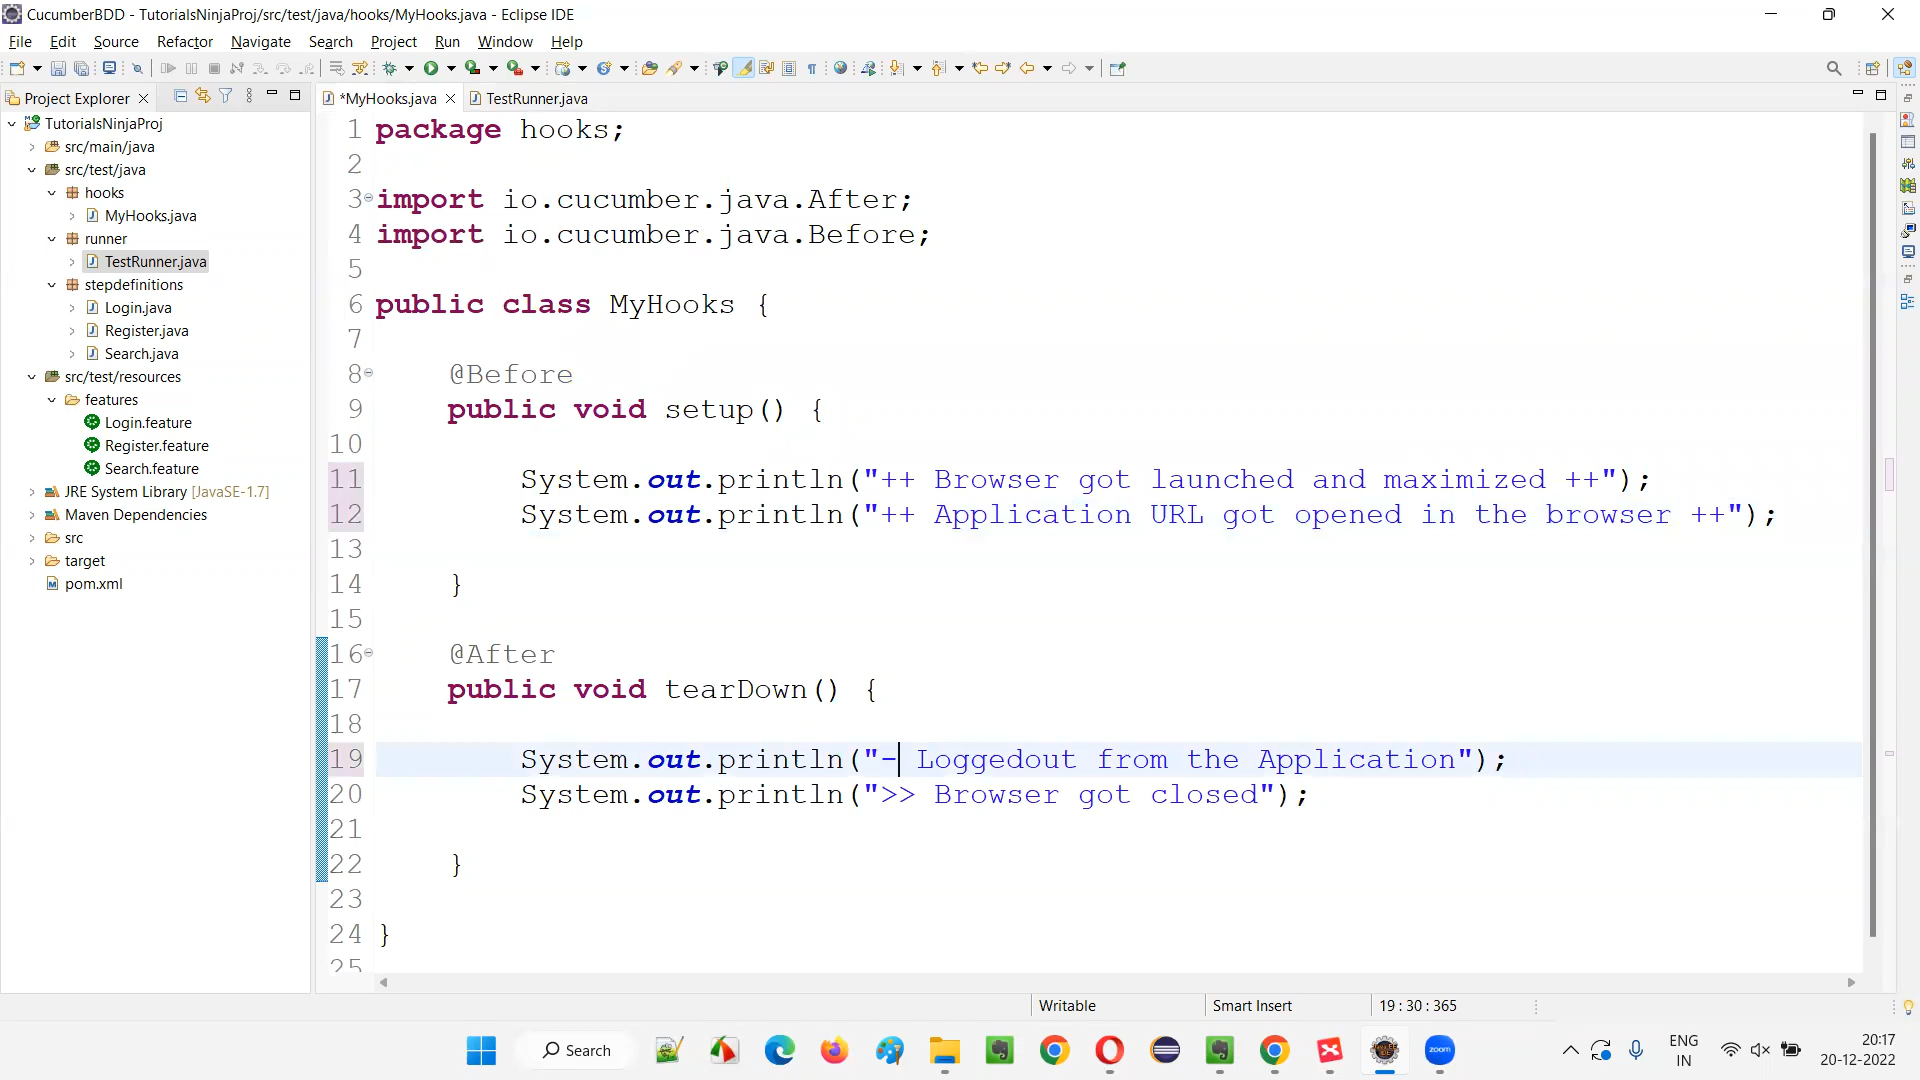 CucumberBDD - TutorialsNinjaProj/src/test/java/hooks/MyHooks.java - Eclipse IDE
File Edit Source Refactor Navigate Search Project Run Window Help
Project Explorer
*MyHooks.java
TestRunner.java
TutorialsNinjaProj
src/main/java
src/test/java
hooks
MyHooks.java
runner
TestRunner.java
stepdefinitions
Login.java
Register.java
Search.java
src/test/resources
features
Login.feature
Register.feature
Search.feature
JRE System Library [JavaSE-1.7]
Maven Dependencies
src
target
pom.xml
1 package hooks;
2
3 import io.cucumber.java.After;
4 import io.cucumber.java.Before;
5
6 public class MyHooks {
7
8 @Before
9 public void setup() {
10
11 System.out.println("++ Browser got launched and maximized ++");
12 System.out.println("++ Application URL got opened in the browser ++");
13
14 }
15
16 @After
17 public void tearDown() {
18
19 System.out.println("- Loggedout from the Application");
20 System.out.println(">> Browser got closed");
21
22 }
23
24 }
25
Writable
Smart Insert
19 : 30 : 365
Search
zoom
ENG
IN
20:17
20-12-2022